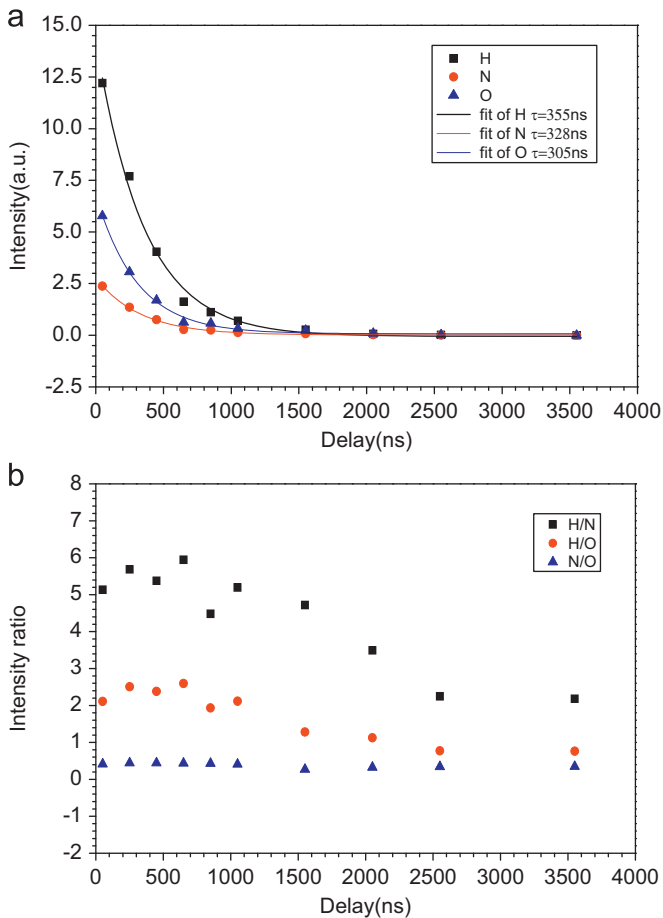 a
15.0
12.5
10.0
7.5
5.0
2.5
0.0
-2.5
Intensity(a.u.)
H
N
O
fit of H τ=355ns
fit of N τ=328ns
fit of O τ=305ns
0 500 1000 1500 2000 2500 3000 3500 4000
Delay(ns)
b
8
7
6
5
4
3
2
1
0
-1
-2
Intensity ratio
H/N
H/O
N/O
0 500 1000 1500 2000 2500 3000 3500 4000
Delay(ns)